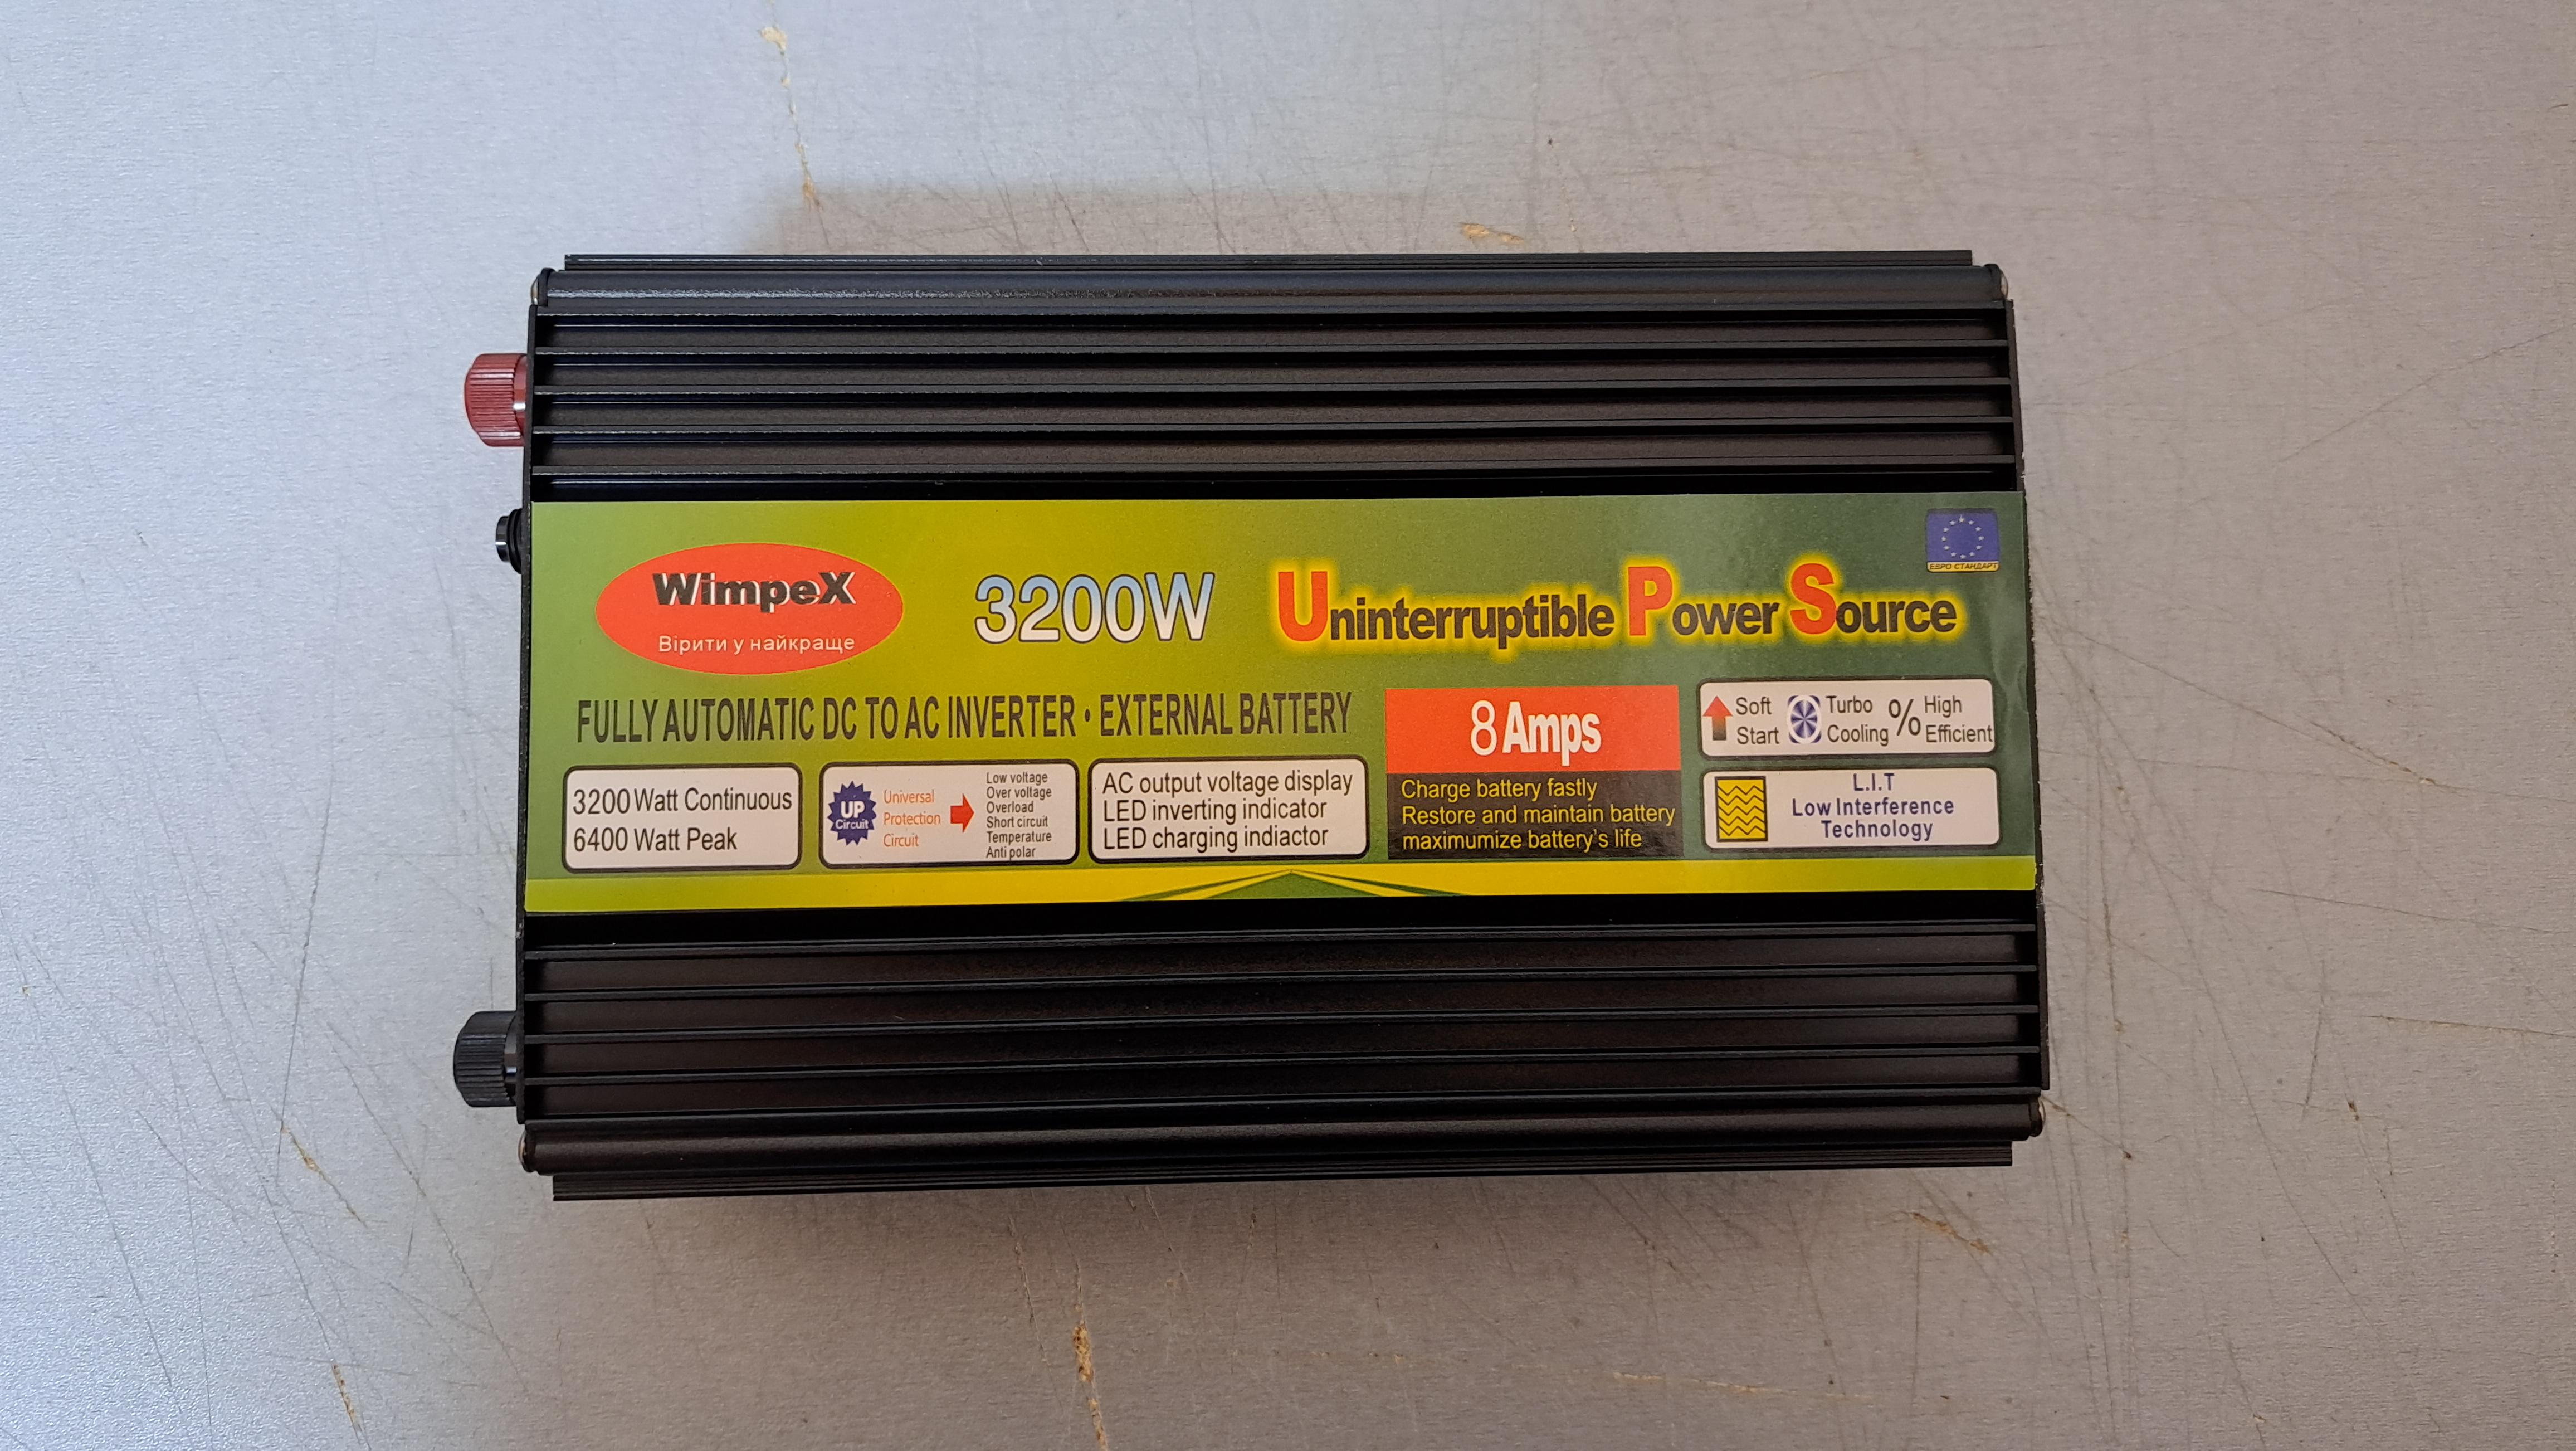 WimpeX
Вірити у найкраще
3200W
Uninterruptible Power Source
ЕВРО СТАНДАРТ
FULLY AUTOMATIC DC TO AC INVERTER • EXTERNAL BATTERY
3200 Watt Continuous
6400 Watt Peak
UP
Circuit
Universal
Protection
Circuit
Low voltage
Over voltage
Overload
Short circuit
Temperature
Anti polar
AC output voltage display
LED inverting indicator
LED charging indiactor
8 Amps
Charge battery fastly
Restore and maintain battery
maximumize battery's life
Soft
Start
Turbo
Cooling
% High
Efficient
L.I.T
Low Interference
Technology